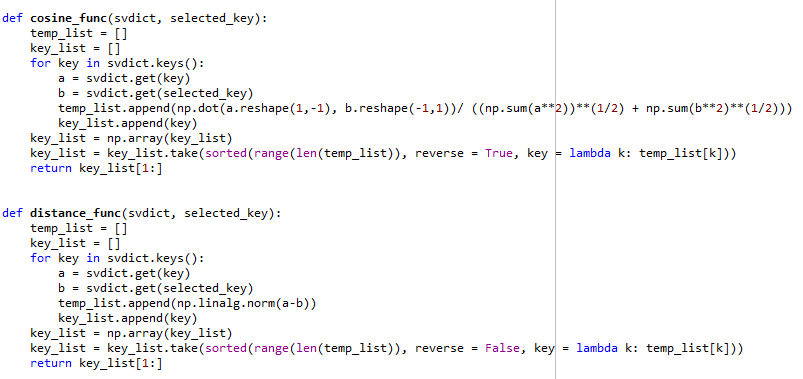 def cosine_func(svdict, selected_key):
    temp_list = []
    key_list = []
    for key in svdict.keys():
        a = svdict.get(key)
        b = svdict.get(selected_key)
        temp_list.append(np.dot(a.reshape(1,-1), b.reshape(-1,1))/ ((np.sum(a**2))**(1/2) + np.sum(b**2)**(1/2)))
        key_list.append(key)
    key_list = np.array(key_list)
    key_list = key_list.take(sorted(range(len(temp_list)), reverse = True, key = lambda k: temp_list[k]))
    return key_list[1:]

def distance_func(svdict, selected_key):
    temp_list = []
    key_list = []
    for key in svdict.keys():
        a = svdict.get(key)
        b = svdict.get(selected_key)
        temp_list.append(np.linalg.norm(a-b))
        key_list.append(key)
    key_list = np.array(key_list)
    key_list = key_list.take(sorted(range(len(temp_list)), reverse = False, key = lambda k: temp_list[k]))
    return key_list[1:]